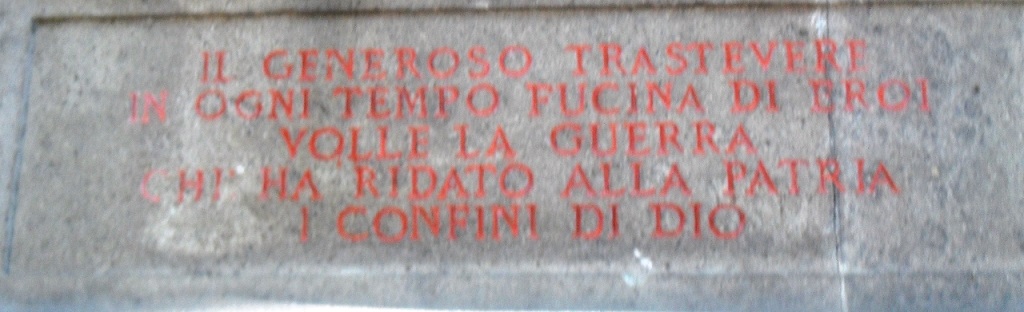 IL GENEROSO TRASTEVERE
IN OGNI TEMPO FUCINA DI EROI
VOLLE LA GUERRA
CHI' HA RIDATO ALLA PATRIA
I CONFINI DI DIO